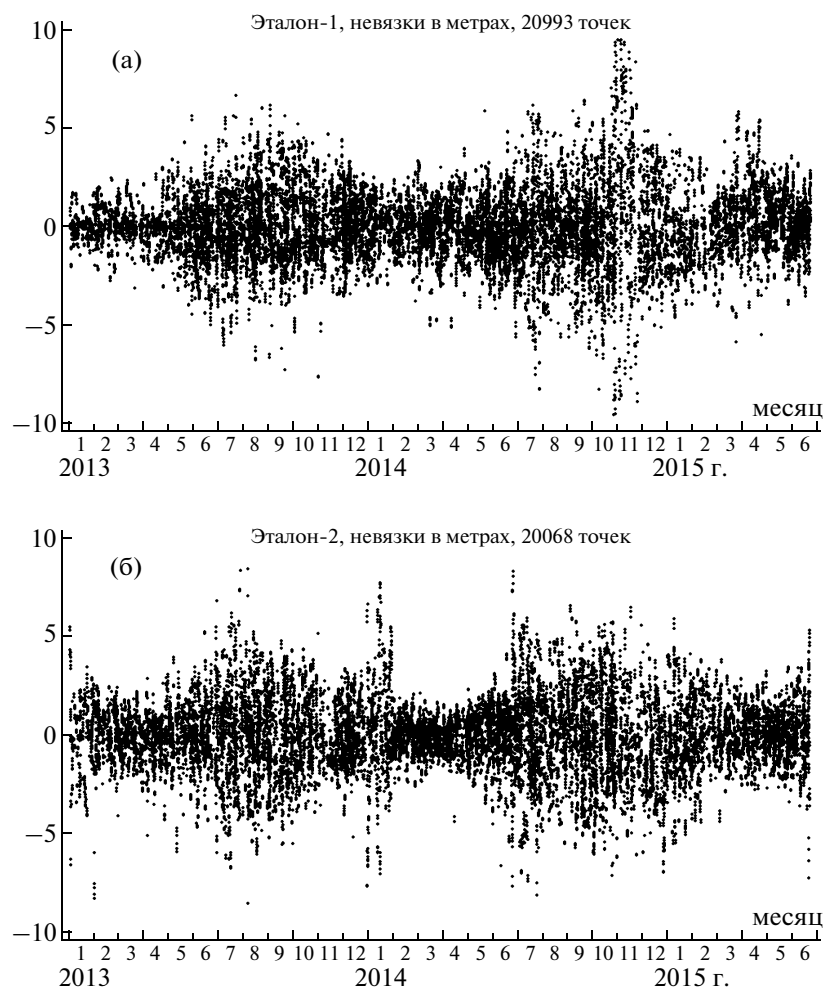 Эталон-1, невязки в метрах, 20993 точек
10
(а)
5
0
−5
−10
месяц
1 2 3 4 5 6 7 8 9 10 11 12 1 2 3 4 5 6 7 8 9 10 11 12 1 2 3 4 5 6
2013 2014 2015 г.
Эталон-2, невязки в метрах, 20068 точек
10
(б)
5
0
−5
−10
месяц
1 2 3 4 5 6 7 8 9 10 11 12 1 2 3 4 5 6 7 8 9 10 11 12 1 2 3 4 5 6
2013 2014 2015 г.